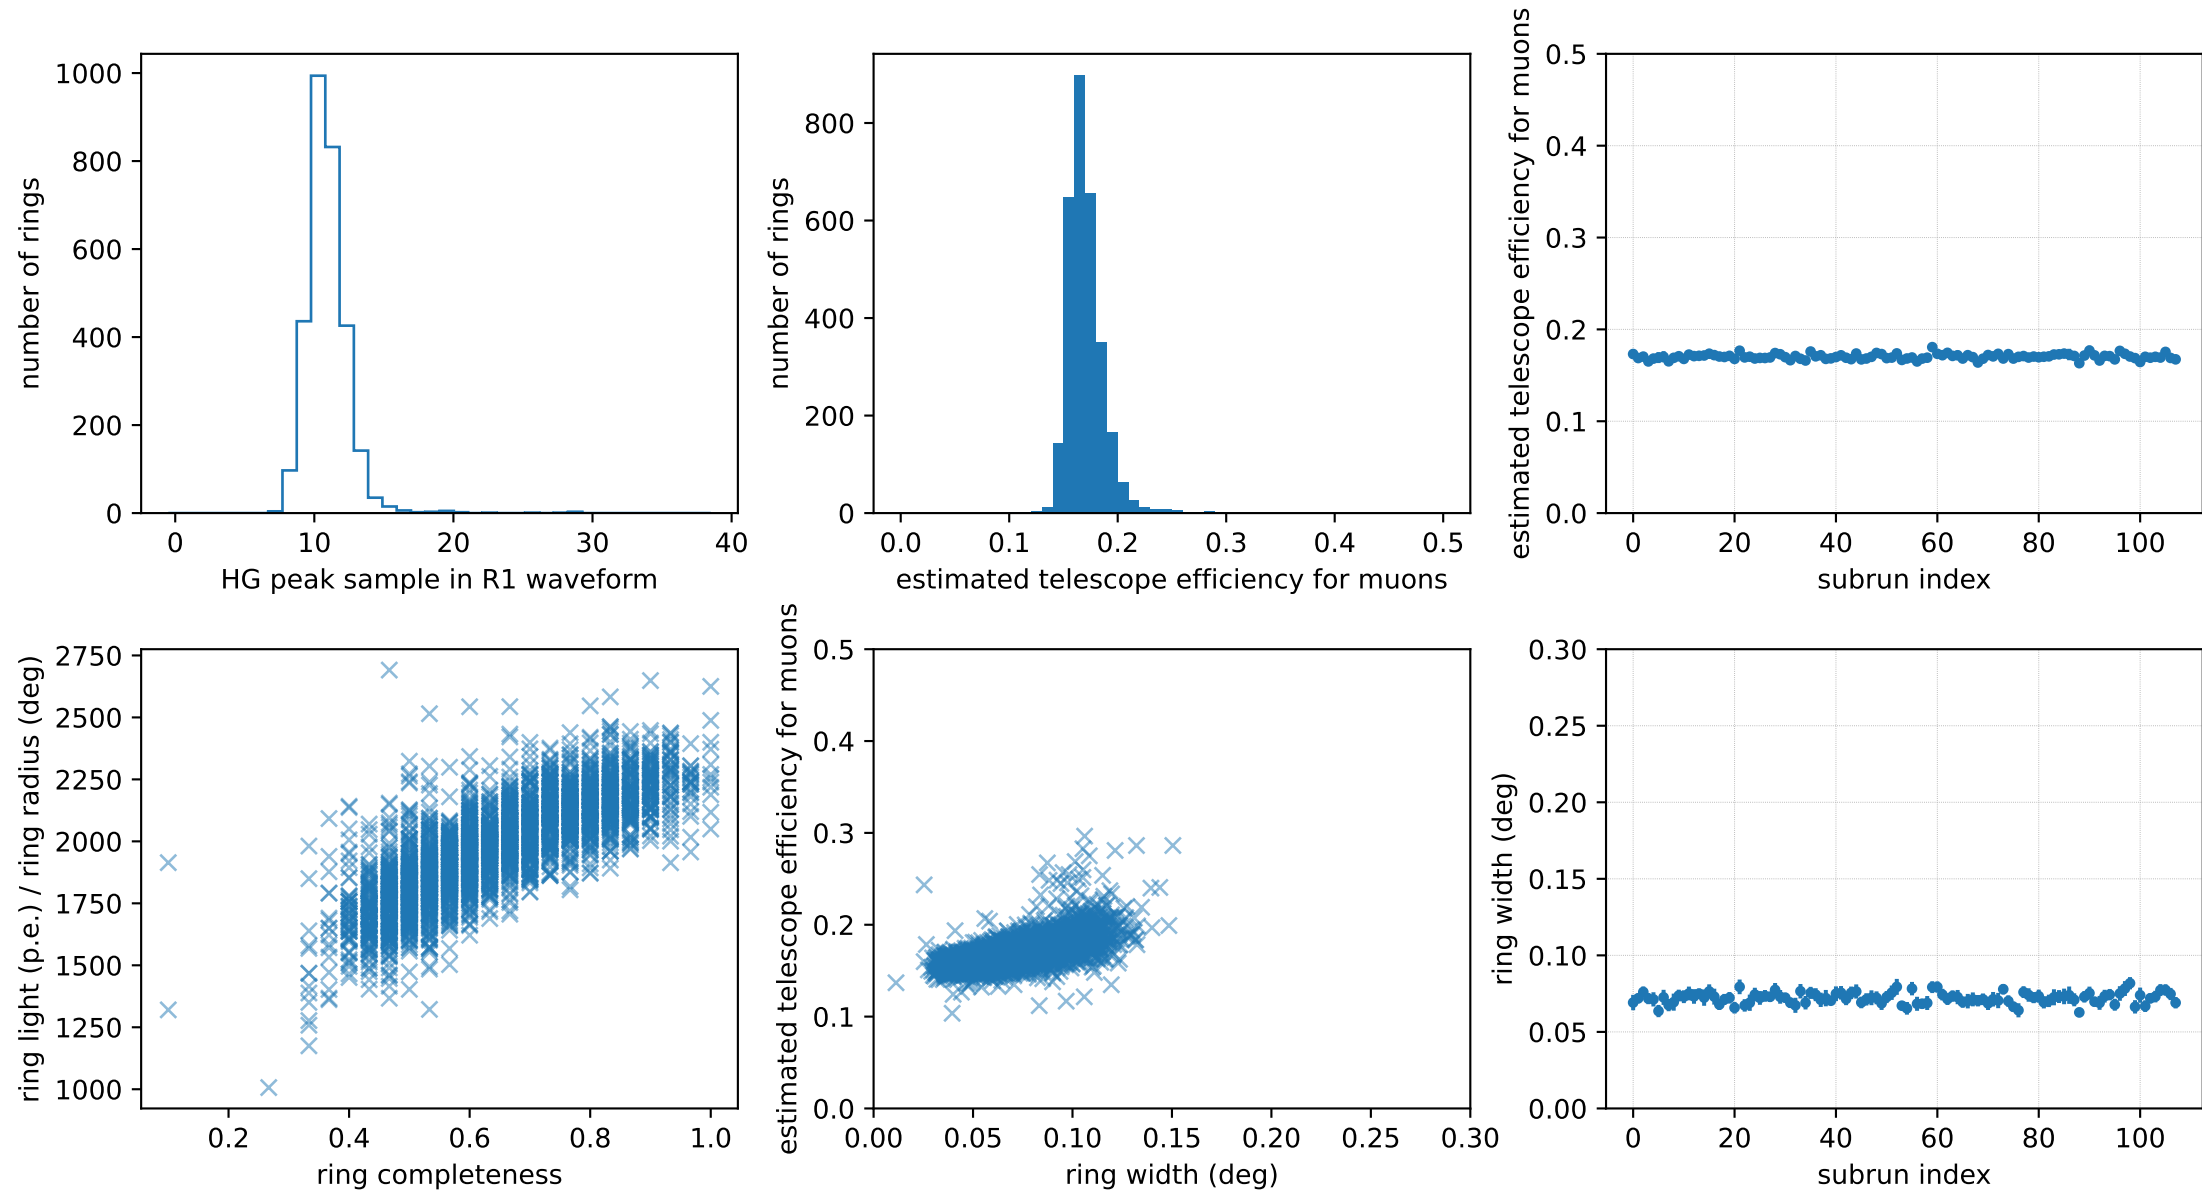 1000
800
600
400
200
0
number of rings
0 10 20 30 40
HG peak sample in R1 waveform
800
600
400
200
0
number of rings
0.0 0.1 0.2 0.3 0.4 0.5
estimated telescope efficiency for muons
0.5
0.4
0.3
0.2
0.1
0.0
estimated telescope efficiency for muons
0 20 40 60 80 100
subrun index
2750
2500
2250
2000
1750
1500
1250
1000
ring light (p.e.) / ring radius (deg)
0.2 0.4 0.6 0.8 1.0
ring completeness
0.5
0.4
0.3
0.2
0.1
0.0
estimated telescope efficiency for muons
0.00 0.05 0.10 0.15 0.20 0.25 0.30
ring width (deg)
0.30
0.25
0.20
0.15
0.10
0.05
0.00
ring width (deg)
0 20 40 60 80 100
subrun index